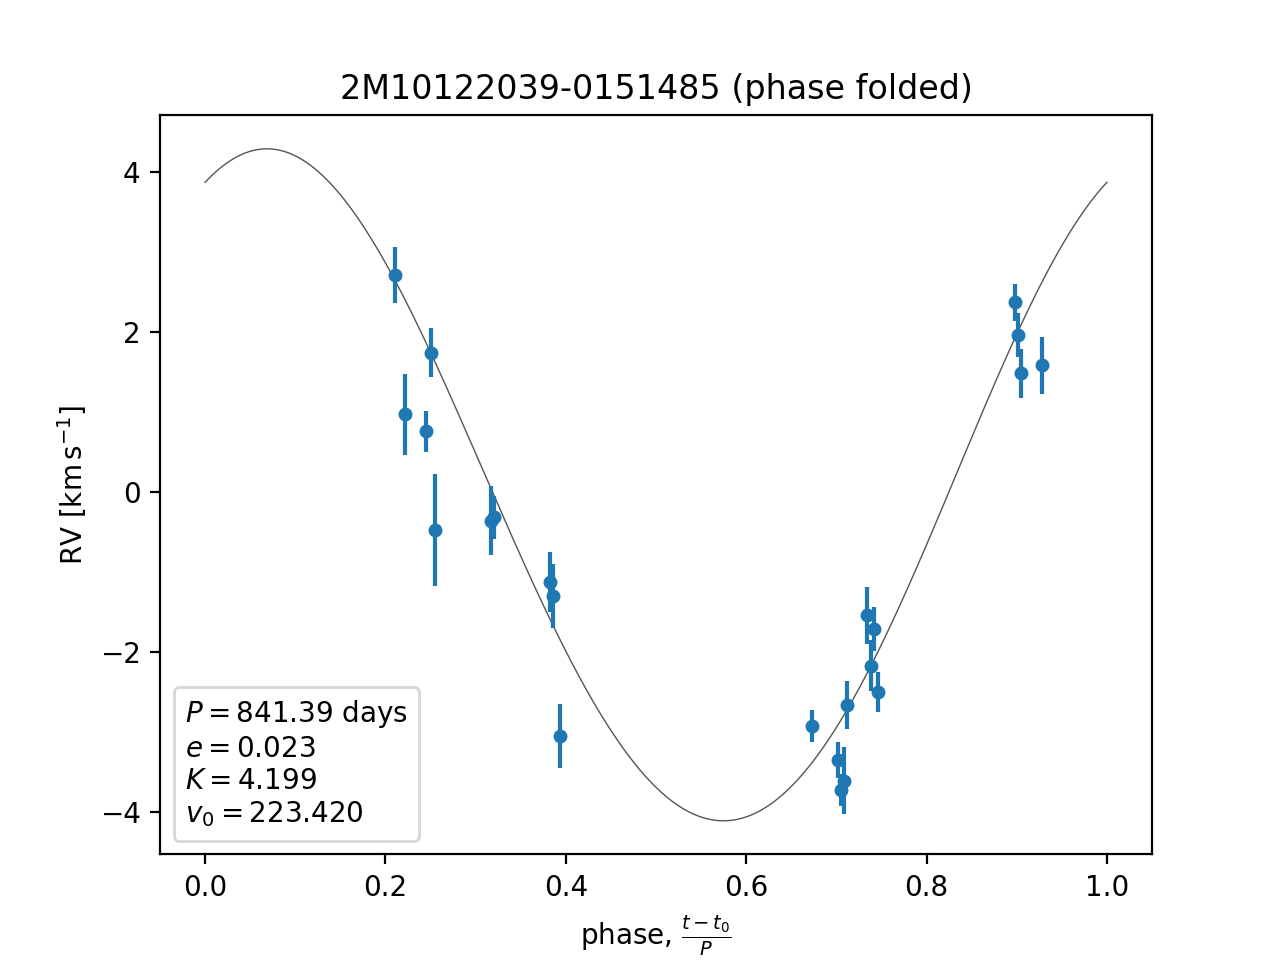 2M10122039-0151485 (phase folded)
4
2
0
−2
−4
RV [km s⁻¹]
P = 841.39 days
e = 0.023
K = 4.199
v₀ = 223.420
0.0 0.2 0.4 0.6 0.8 1.0
phase, (t − t₀)/P